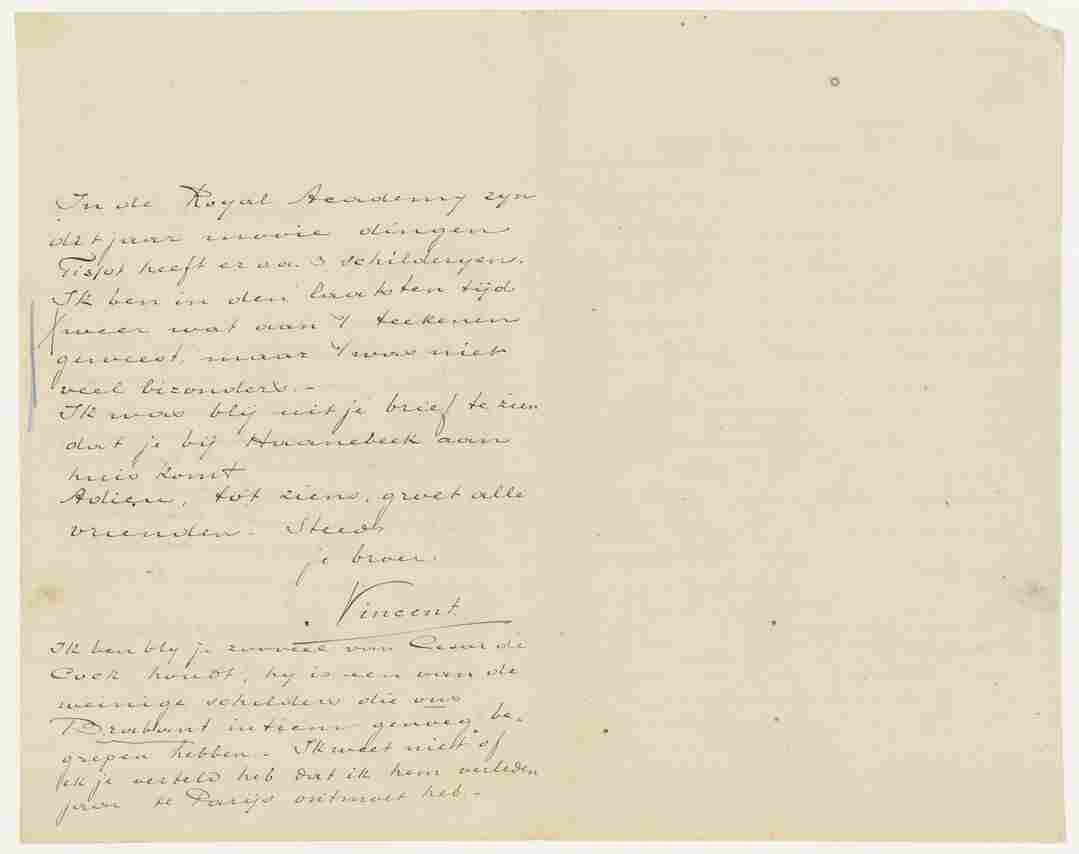 In de Royal Academy zyn
dit jaar mooie dingen
Tissot heeft er o.a. 3 schilderyen.
Ik ben in den laatsten tijd
weer wat aan 't teekenen
geweest, maar 't was niet
veel bizonders. –
Ik was blij uit je brief te zien
dat je bij Haanebeek aan
huis komt
Adieu, tot ziens, groet alle
vrienden. Steeds
je broer.
Vincent
Ik ben bly je zooveel van Cesar de
Cock houdt, hy is een van de
weinige schilders die ons
Brabant intiem genoeg be-
grepen hebben. Ik weet niet of
ik je verteld heb dat ik hem verleden
jaar te Parijs ontmoet heb. –